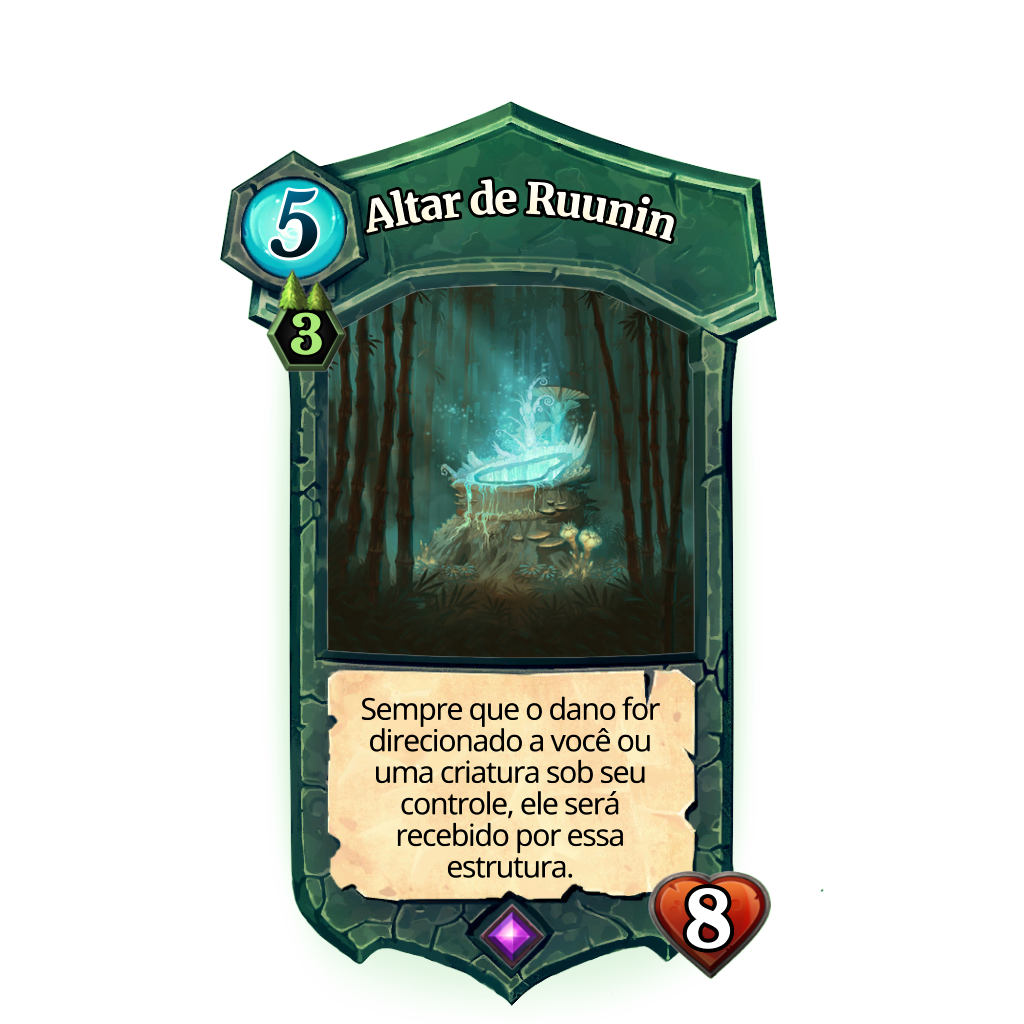 5
Altar de Ruunin
3
Sempre que o dano for
direcionado a você ou
uma criatura sob seu
controle, ele será
recebido por essa
estrutura.
8